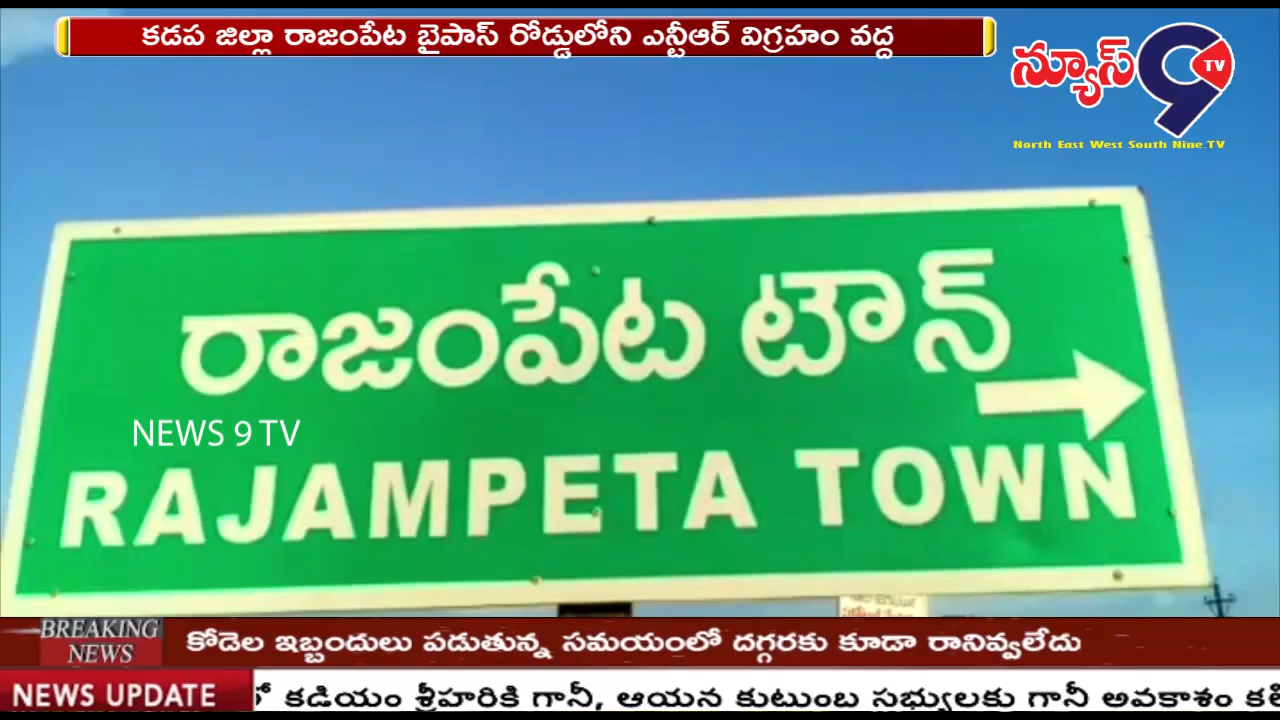 కడప జిల్లా రాజంపేట బైపాస్ రోడ్డులోని ఎన్టీఆర్ విగ్రహం వద్ద
న్యూస్ 9 TV
North East West South Nine TV
రాజంపేట టౌన్
NEWS 9 TV
RAJAMPETA TOWN
BREAKING NEWS
కోడెల ఇబ్బందులు పడుతున్న సమయంలో దగ్గరకు కూడా రానివ్వలేదు
NEWS UPDATE
కడియం శ్రీహరికి గానీ, ఆయన కుటుంబ సభ్యులకు గానీ అవకాశం